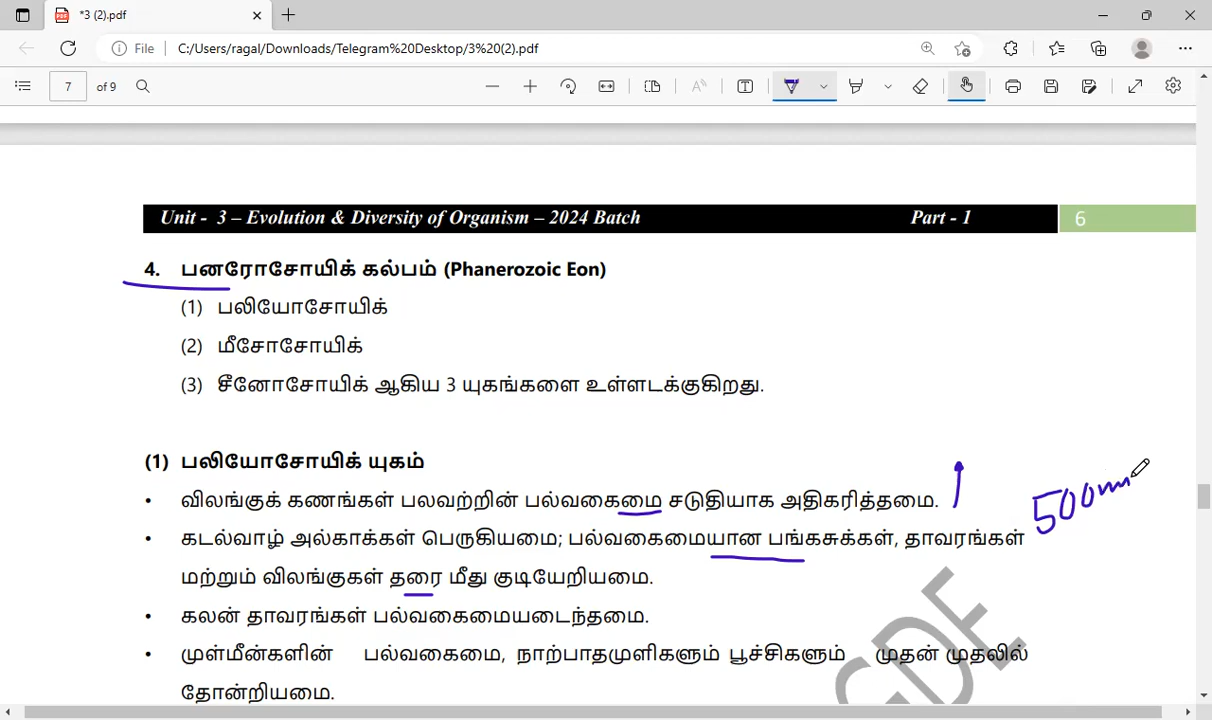 *3 (2).pdf
File C:/Users/ragal/Downloads/Telegram%20Desktop/3%20(2).pdf
7 of 9
Unit - 3 – Evolution & Diversity of Organism – 2024 Batch Part - 1 6
4. பனரோசோயிக் கல்பம் (Phanerozoic Eon)
(1) பலியோசோயிக்
(2) மீசோசோயிக்
(3) சீனோசோயிக் ஆகிய 3 யுகங்களை உள்ளடக்குகிறது.
(1) பலியோசோயிக் யுகம்
• விலங்குக் கணங்கள் பலவற்றின் பல்வகைமை சடுதியாக அதிகரித்தமை.
500m
• கடல்வாழ் அல்காக்கள் பெருகியமை; பல்வகைமையான பங்கசுக்கள், தாவரங்கள்
மற்றும் விலங்குகள் தரை மீது குடியேறியமை.
• கலன் தாவரங்கள் பல்வகைமையடைந்தமை.
• முள்மீன்களின் பல்வகைமை, நாற்பாதமுளிகளும் பூச்சிகளும் முதன் முதலில்
தோன்றியமை.
GDE